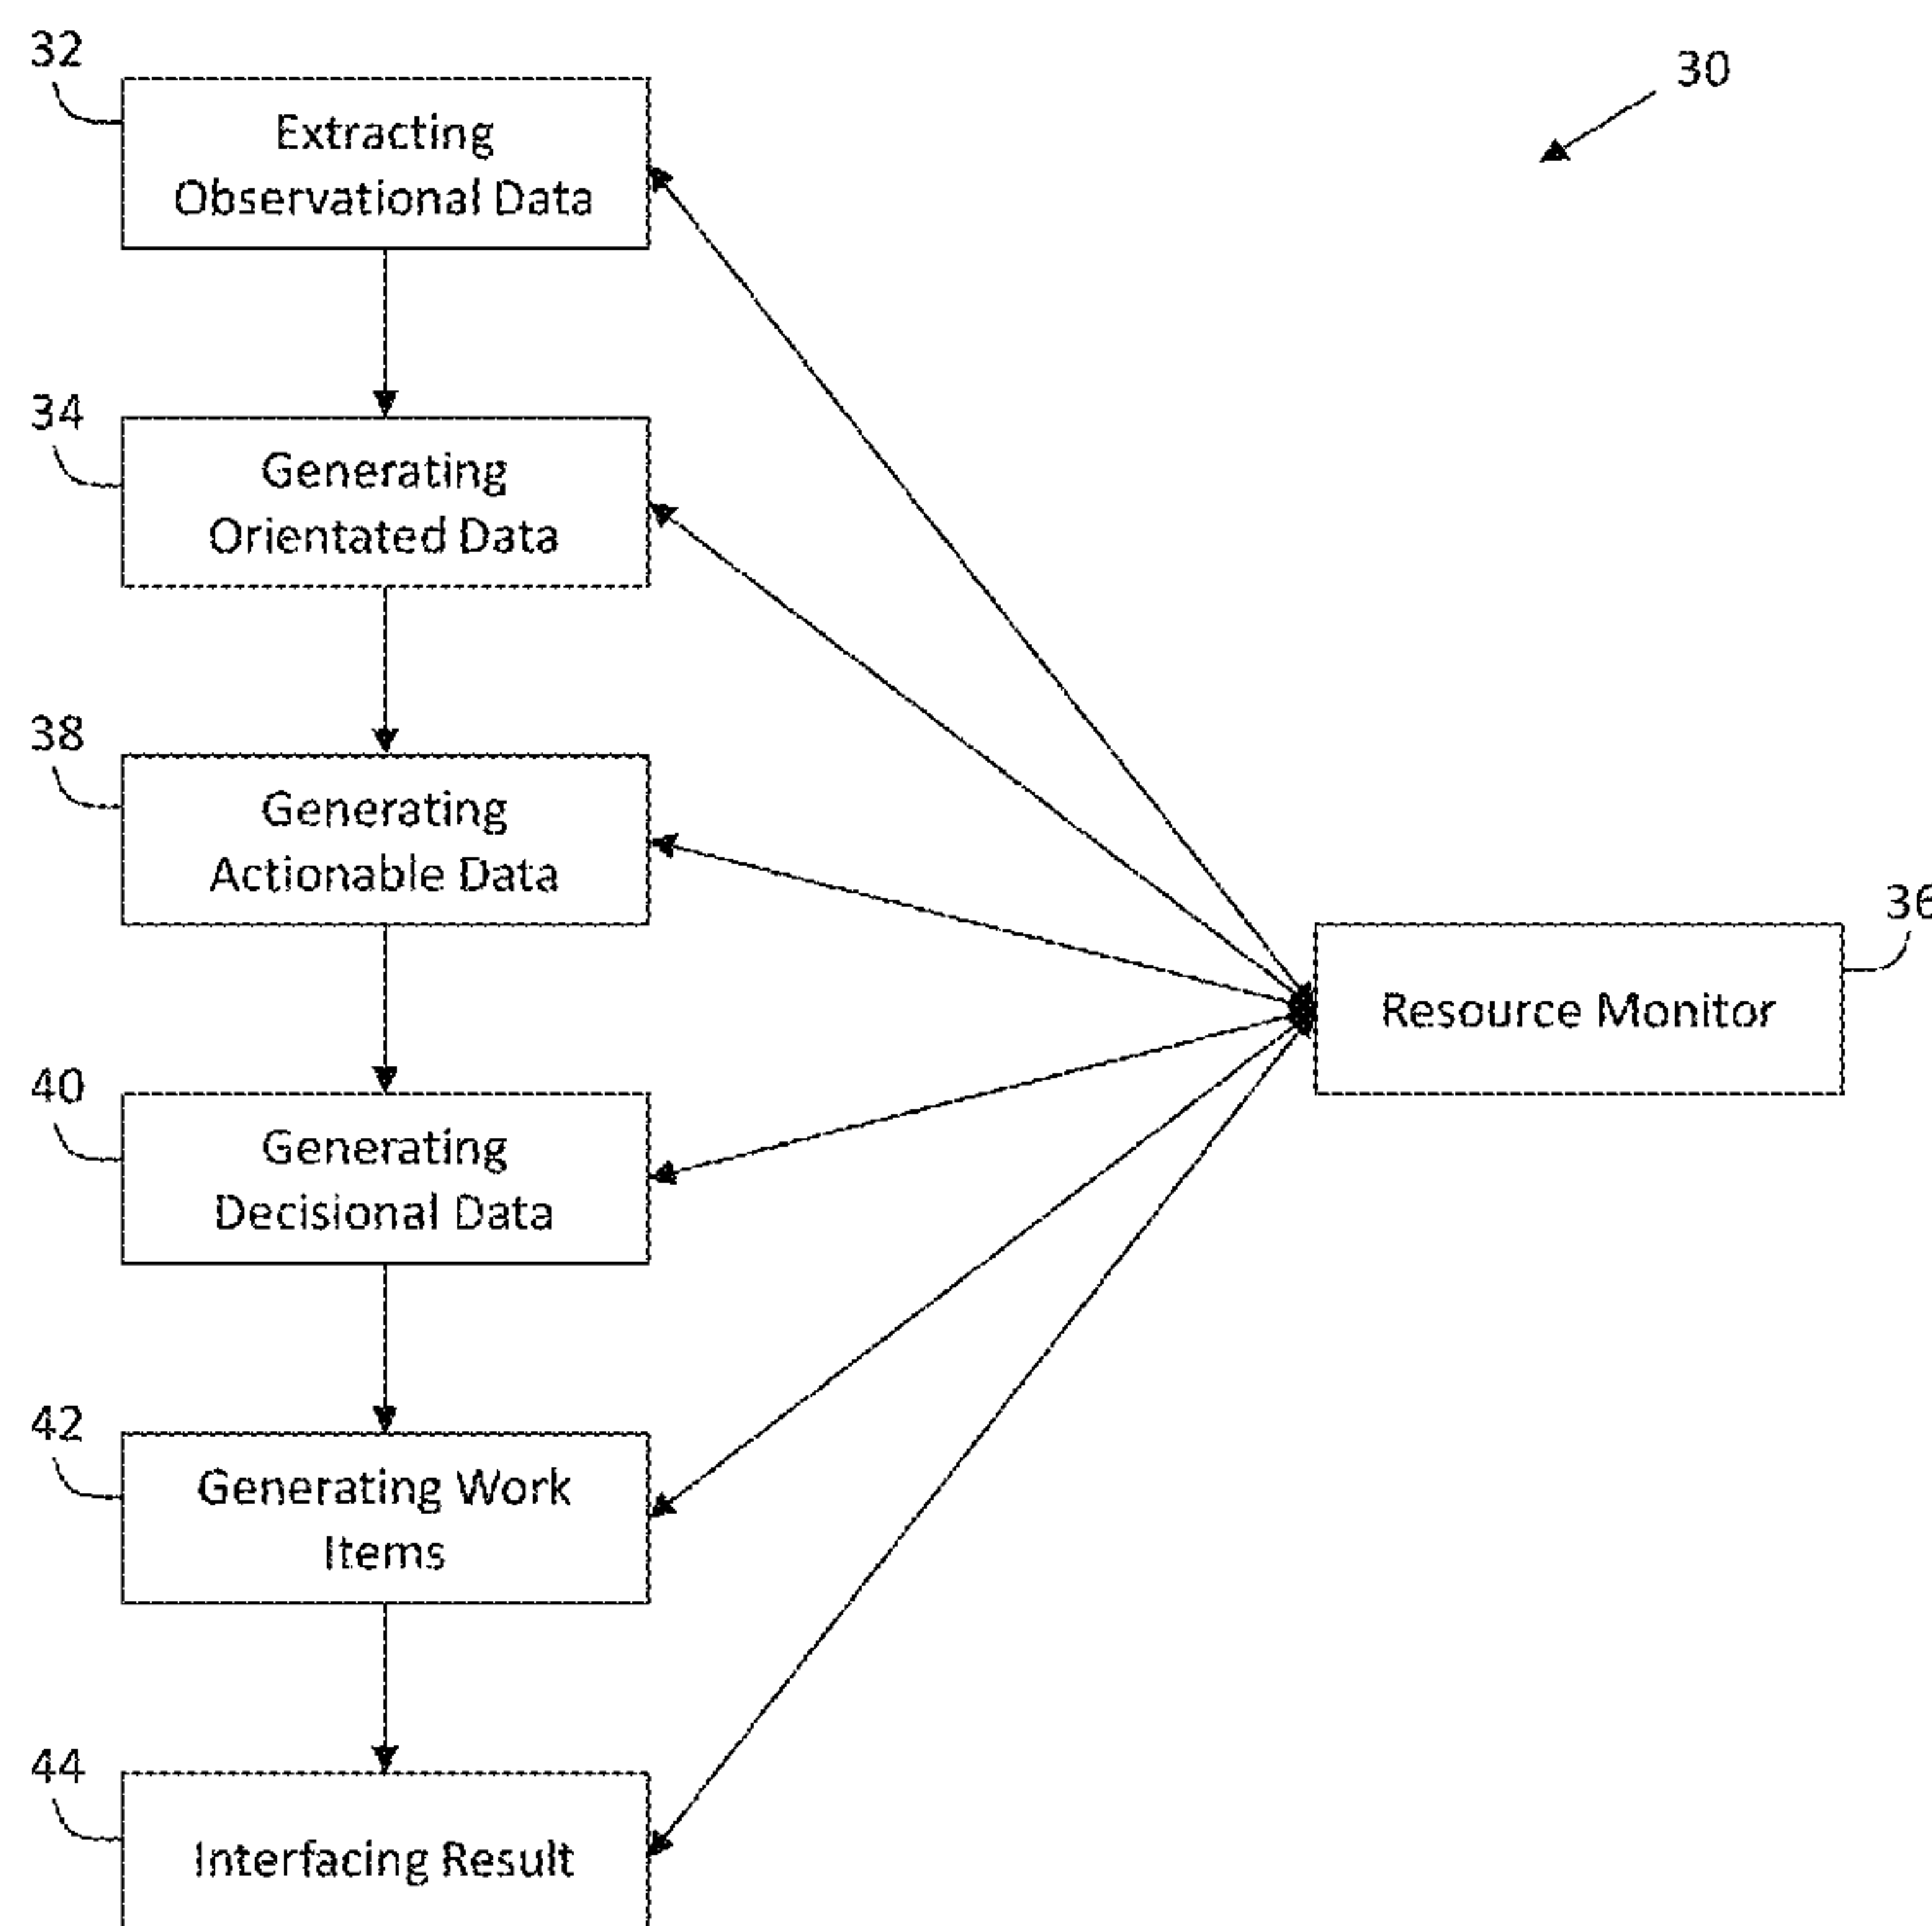 32
30
Extracting
Observational Data
34
Generating
Orientated Data
38
Generating
Actionable Data
36
Resource Monitor
40
Generating
Decisional Data
42
Generating Work
Items
44
Interfacing Result